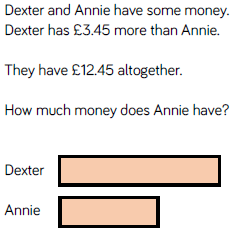 Dexter and Annie have some money.
Dexter has £3.45 more than Annie.
They have £12.45 altogether.
How much money does Annie have?
Dexter
Annie